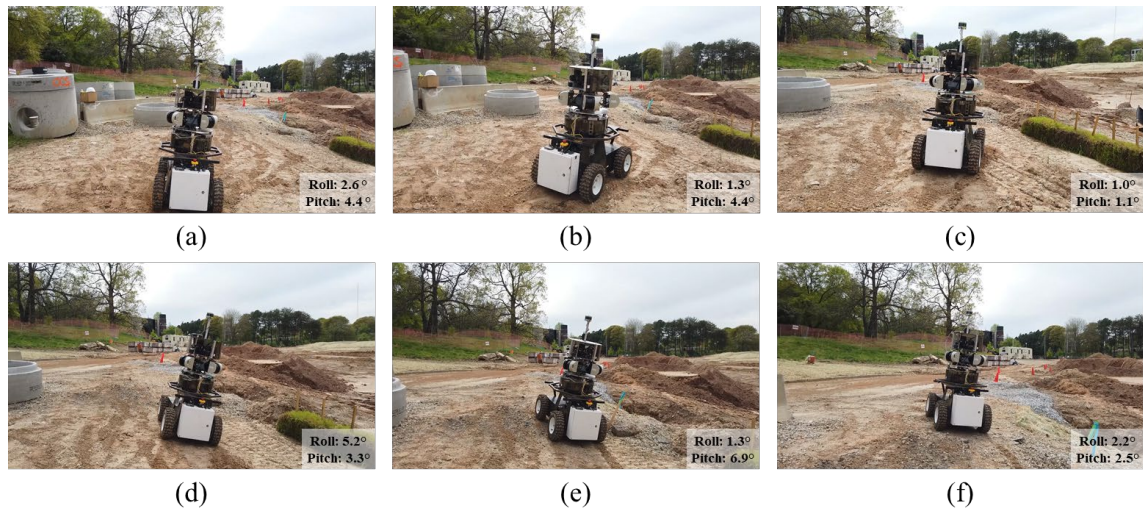 Roll: 2.6°
Pitch: 4.4°
(a)
Roll: 1.3°
Pitch: 4.4°
(b)
Roll: 1.0°
Pitch: 1.1°
(c)
Roll: 5.2°
Pitch: 3.3°
(d)
Roll: 1.3°
Pitch: 6.9°
(e)
Roll: 2.2°
Pitch: 2.5°
(f)